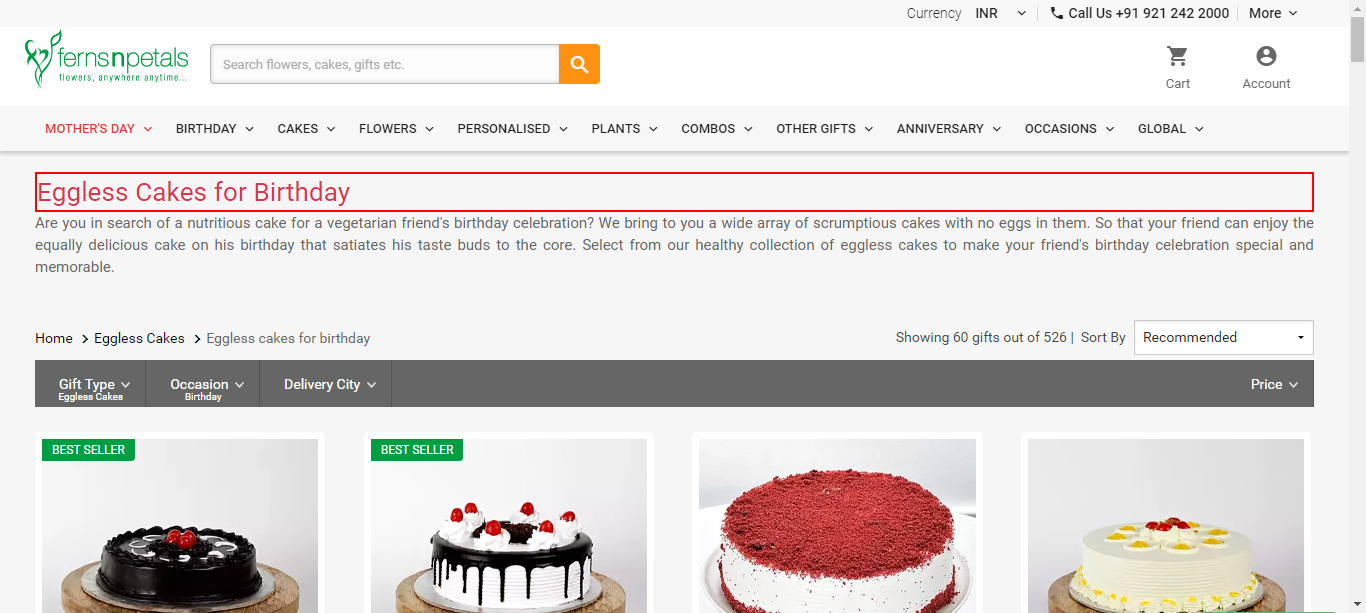 Currency INR Call Us +91 921 242 2000 More
fernsnpetals
flowers, anywhere anytime...
Search flowers, cakes, gifts etc.
Cart Account
MOTHER'S DAY BIRTHDAY CAKES FLOWERS PERSONALISED PLANTS COMBOS OTHER GIFTS ANNIVERSARY OCCASIONS GLOBAL
Eggless Cakes for Birthday
Are you in search of a nutritious cake for a vegetarian friend's birthday celebration? We bring to you a wide array of scrumptious cakes with no eggs in them. So that your friend can enjoy the
equally delicious cake on his birthday that satiates his taste buds to the core. Select from our healthy collection of eggless cakes to make your friend's birthday celebration special and
memorable.
Home > Eggless Cakes > Eggless cakes for birthday
Showing 60 gifts out of 526 | Sort By Recommended
Gift Type Occasion Delivery City Price
Eggless Cakes Birthday
BEST SELLER BEST SELLER